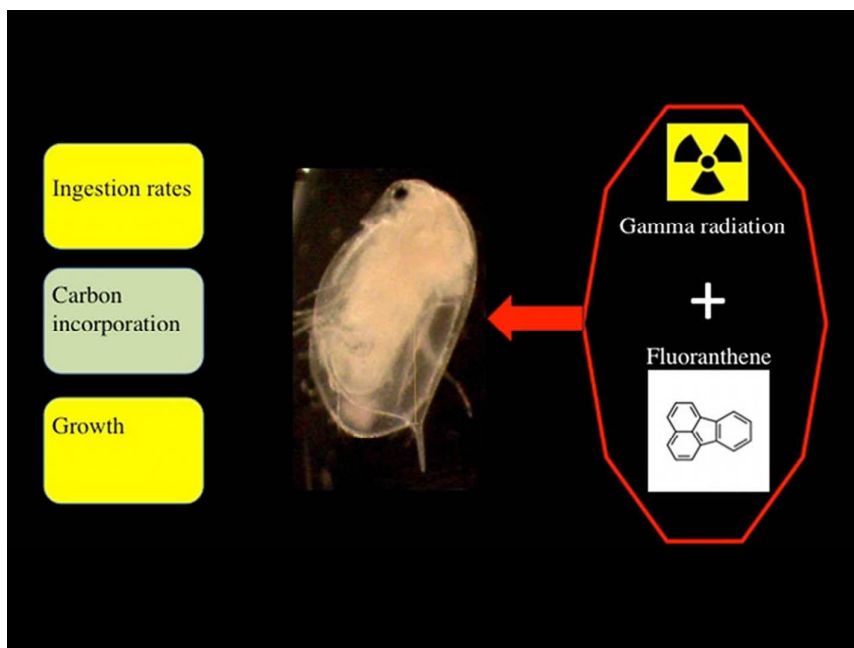 Ingestion rates
Carbon
incorporation
Growth
Gamma radiation
+
Fluoranthene